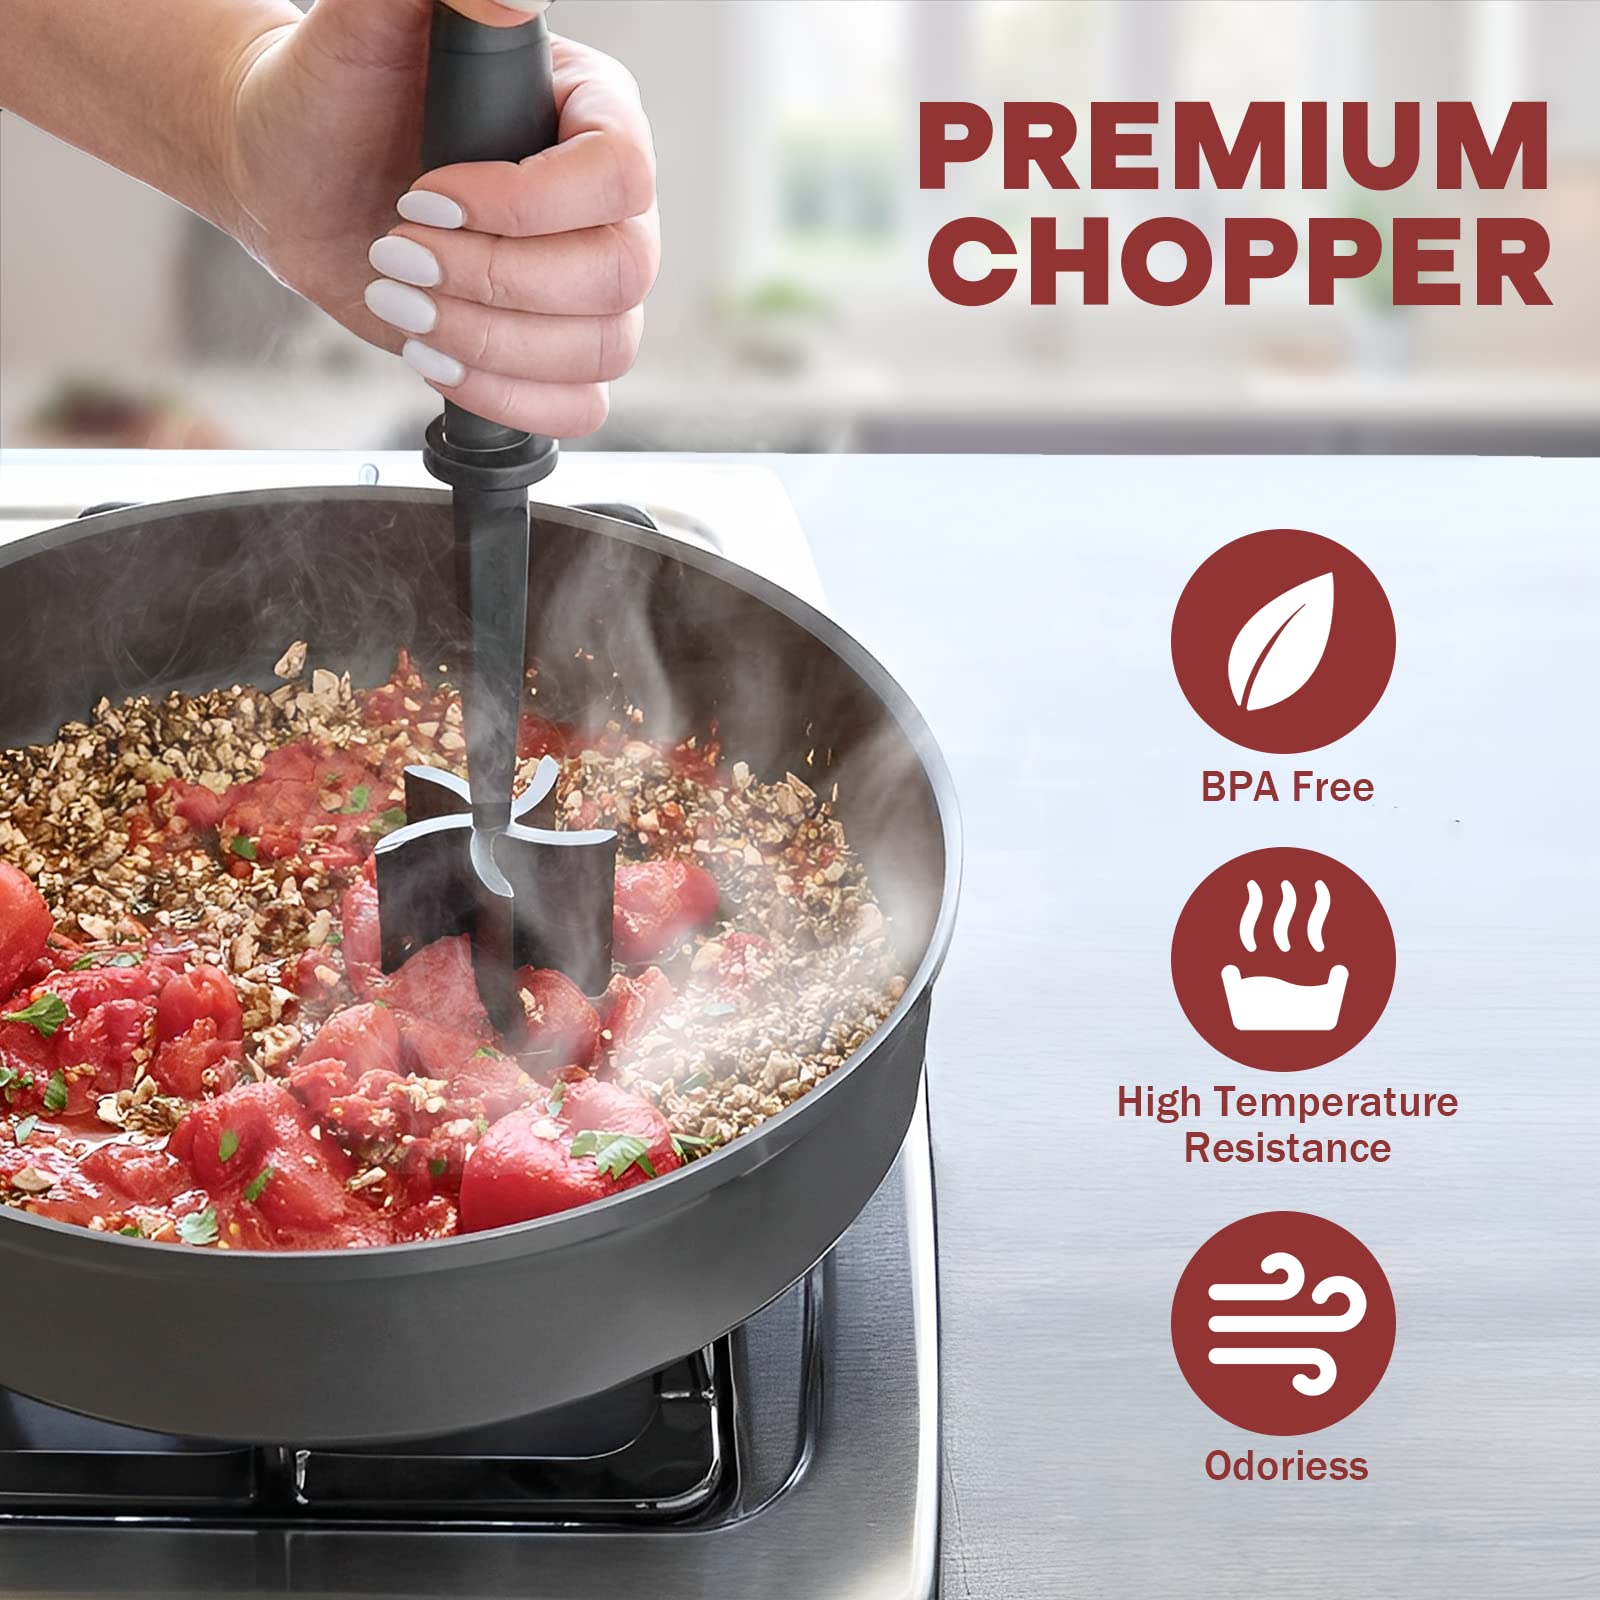 PREMIUM
CHOPPER
BPA Free
High Temperature
Resistance
Odoriess